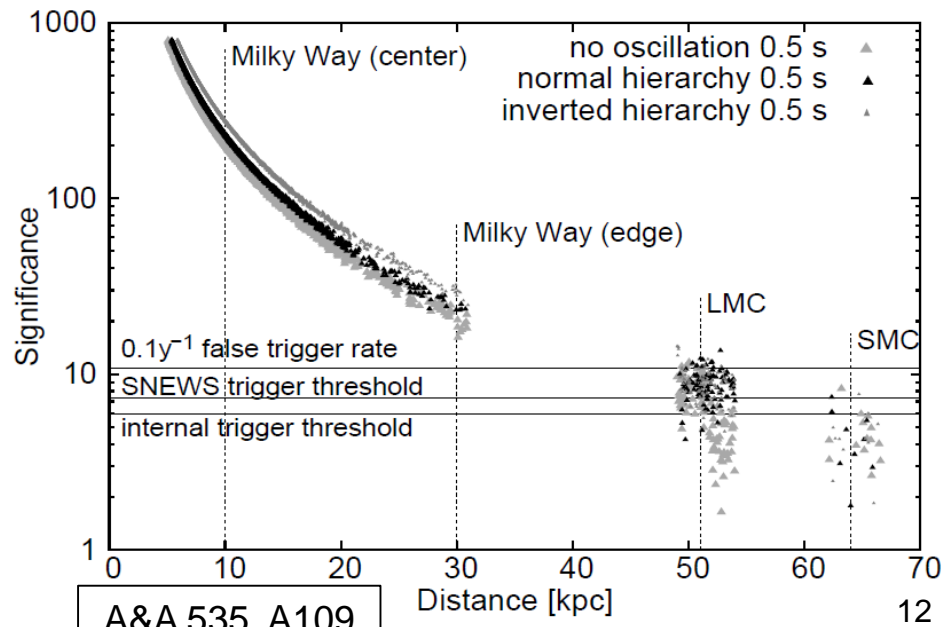 1000
100
10
1
Significance
no oscillation 0.5 s
normal hierarchy 0.5 s
inverted hierarchy 0.5 s
Milky Way (center)
Milky Way (edge)
LMC
SMC
0.1y⁻¹ false trigger rate
SNEWS trigger threshold
internal trigger threshold
0 10 20 30 40 50 60 70
Distance [kpc]
A&A 535, A109
12